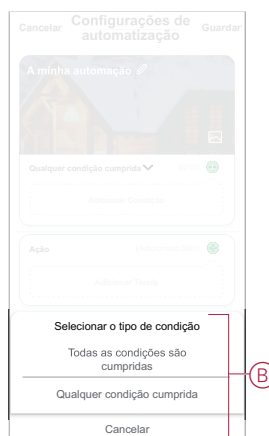 Cancelar
Configurações de
automatização
Guardar
A minha automação
Qualquer condição cumprida
Adicionar Condição
Ação
Adicionar Tarefa
Selecionar o tipo de condição
Todas as condições são
cumpridas
Qualquer condição cumprida
Cancelar
B